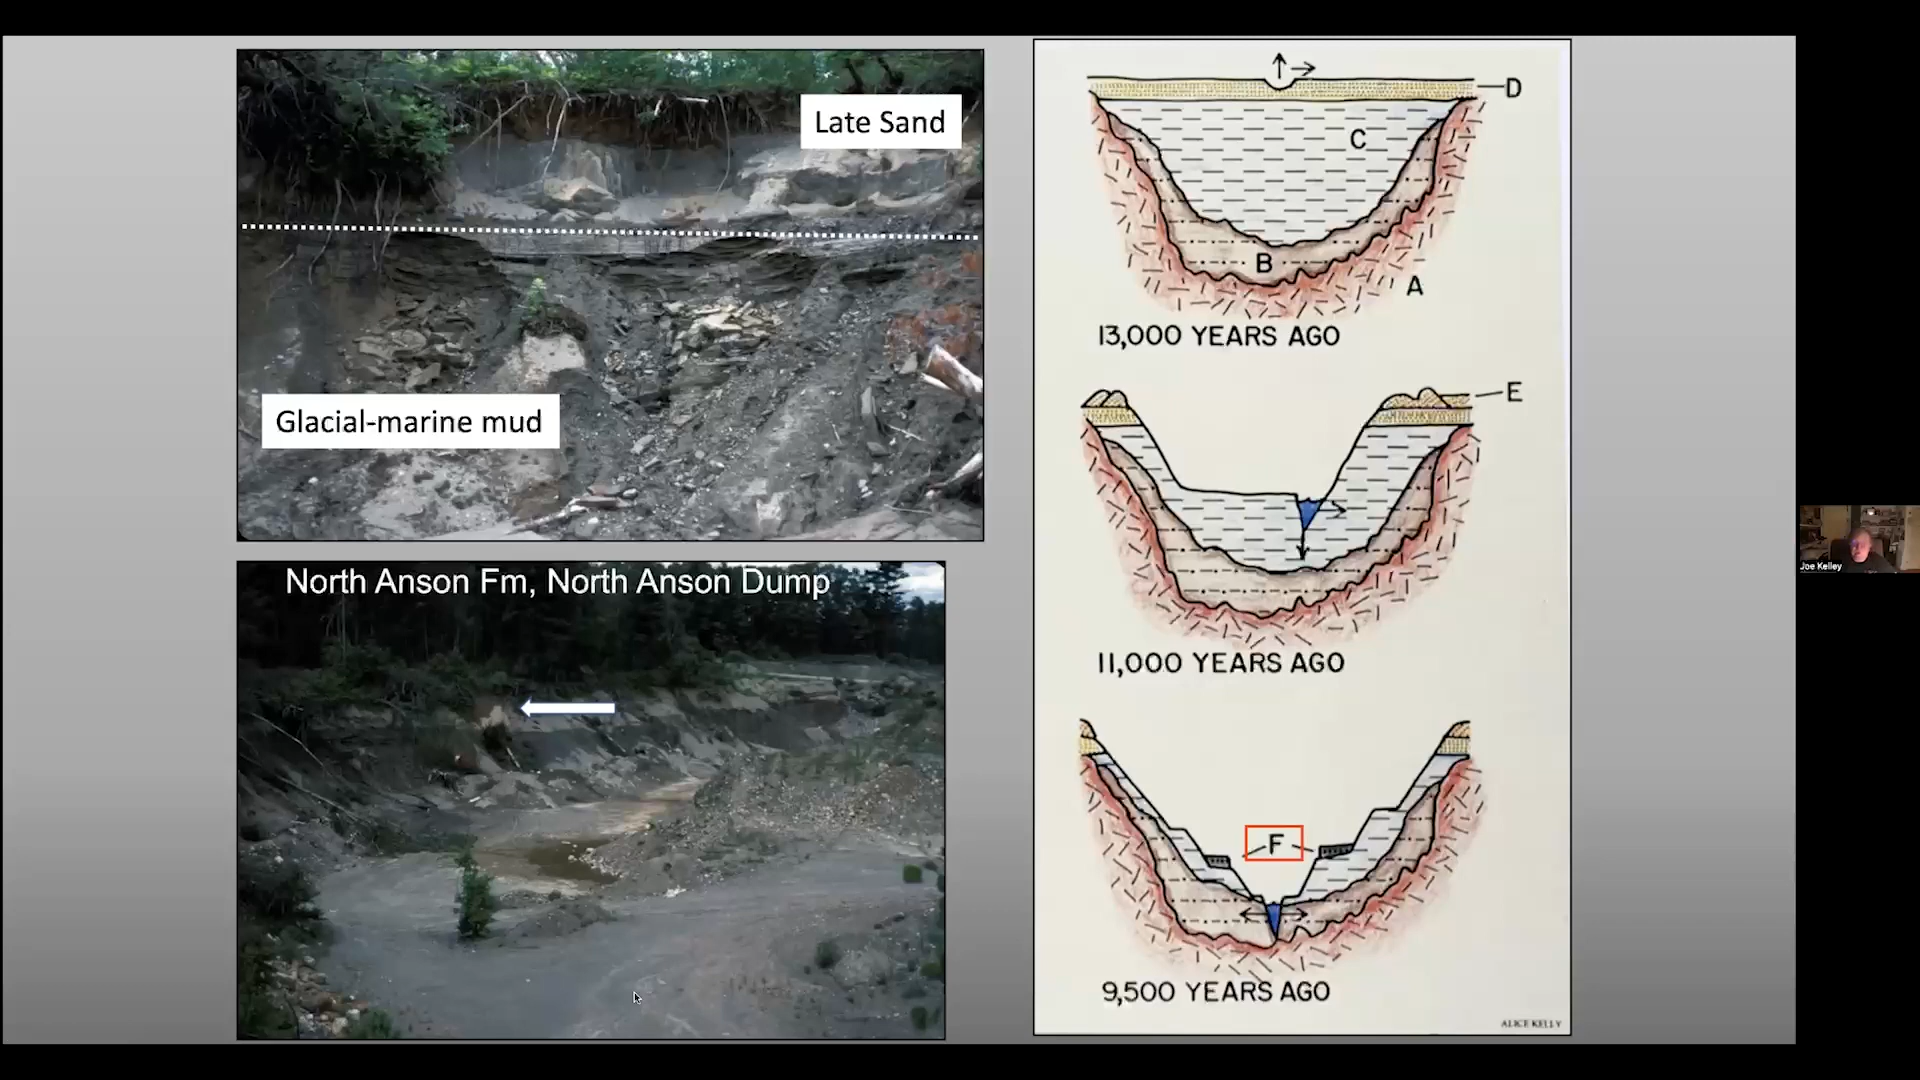 Late Sand
Glacial-marine mud
North Anson Fm, North Anson Dump
D
C
B
A
13,000 YEARS AGO
E
11,000 YEARS AGO
F
9,500 YEARS AGO
ALICE KELLY
Joe Kelley